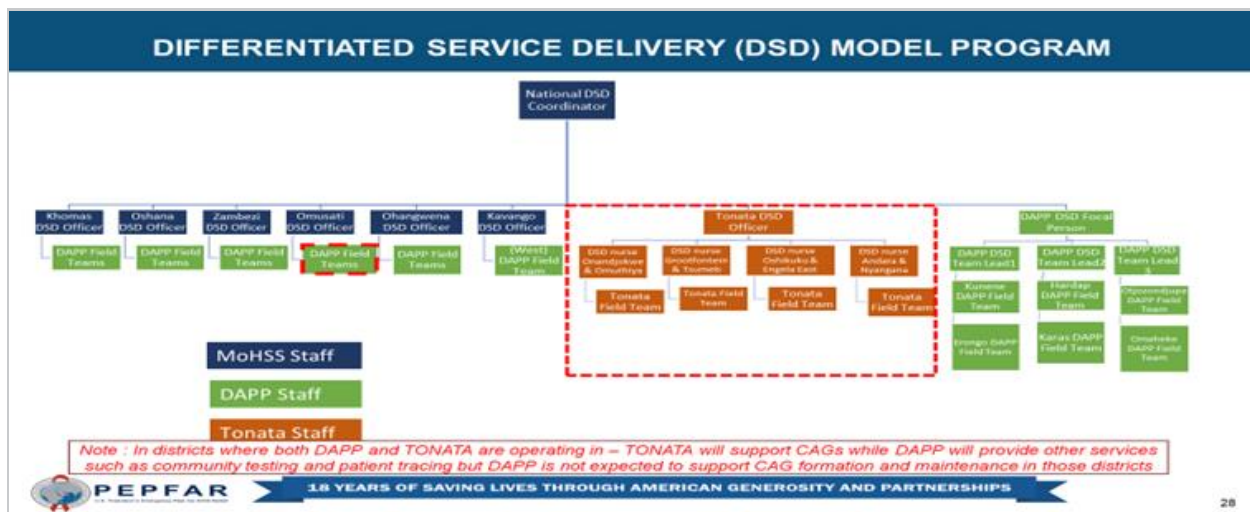 DIFFERENTIATED SERVICE DELIVERY (DSD) MODEL PROGRAM
National DSD
Coordinator
Khomas
DSD Officer
Oshana
DSD Officer
Zambezi
DSD Officer
Omusati
DSD Officer
Ohangwena
DSD Officer
Kavango
DSD Officer
Tonata DSD
Officer
DAPP DSD Focal
Person
DAPP Field
Teams
DAPP Field
Teams
DAPP Field
Teams
DAPP Field
Teams
DAPP Field
Teams
(West)
DAPP Field
Team
DSD nurse
Onandjokwe
& Omuthiya
DSD nurse
Grootfontein
& Tsumeb
DSD nurse
Oshikuku &
Engela East
DSD nurse
Andara &
Nyangana
DAPP DSD
Team Lead1
DAPP DSD
Team Lead2
DAPP DSD
Team Lead
3
Tonata
Field Team
Tonata Field
Team
Tonata
Field Team
Tonata
Field Team
Kunene
DAPP Field
Team
Hardap
DAPP Field
Team
Otjozondjupa
DAPP Field
Team
Erongo DAPP
Field Team
Karas DAPP
Field Team
Omaheke
DAPP Field
Team
MoHSS Staff
DAPP Staff
Tonata Staff
Note : In districts where both DAPP and TONATA are operating in – TONATA will support CAGs while DAPP will provide other services
such as community testing and patient tracing but DAPP is not expected to support CAG formation and maintenance in those districts
PEPFAR
18 YEARS OF SAVING LIVES THROUGH AMERICAN GENEROSITY AND PARTNERSHIPS
28